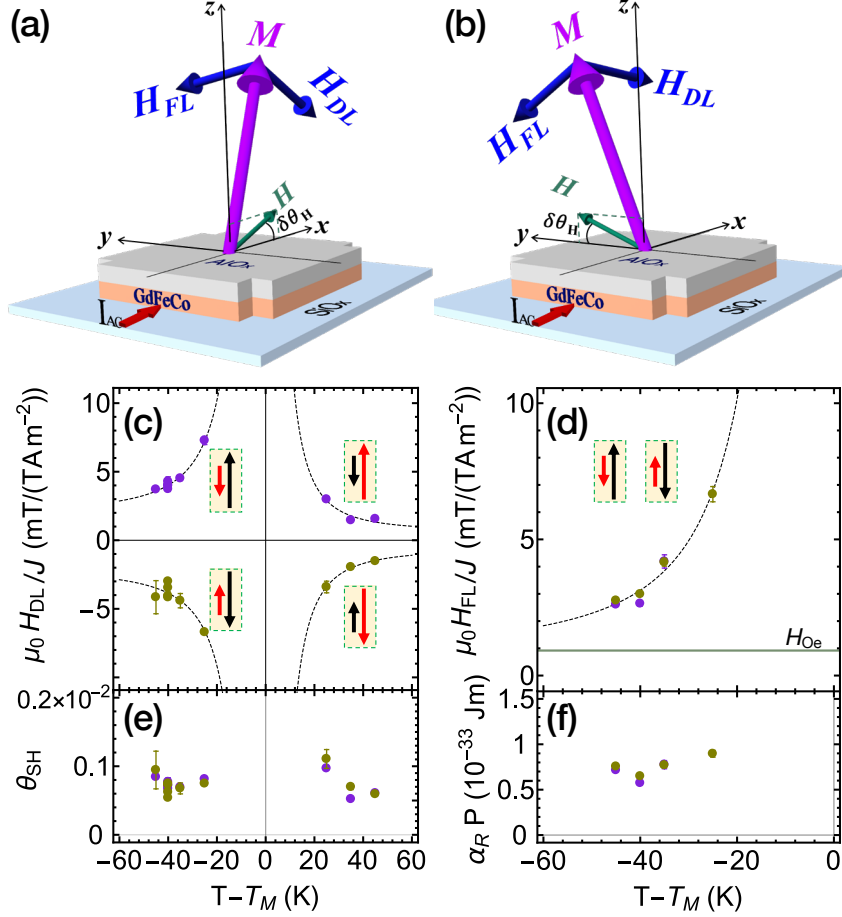 (a)
z
M
H_FL
H_DL
H
δθ_H
y
x
AlOx
GdFeCo
SiOx
I_AC
(b)
z
M
H_FL
H_DL
H
δθ_H
y
x
AlOx
GdFeCo
SiOx
I_AC
(c)
μ₀ H_DL/J (mT/(TA m⁻²))
10
5
0
−5
(d)
μ₀H_FL/J (mT/(TA m⁻²))
10
5
0
H_Oe
(e)
θ_SH
0.2×10⁻²
0.1
0
−60 −40 −20 0 20 40 60
T−T_M (K)
(f)
α_R P (10⁻³³ Jm)
1.5
1
0.5
0
−60 −40 −20 0
T−T_M (K)